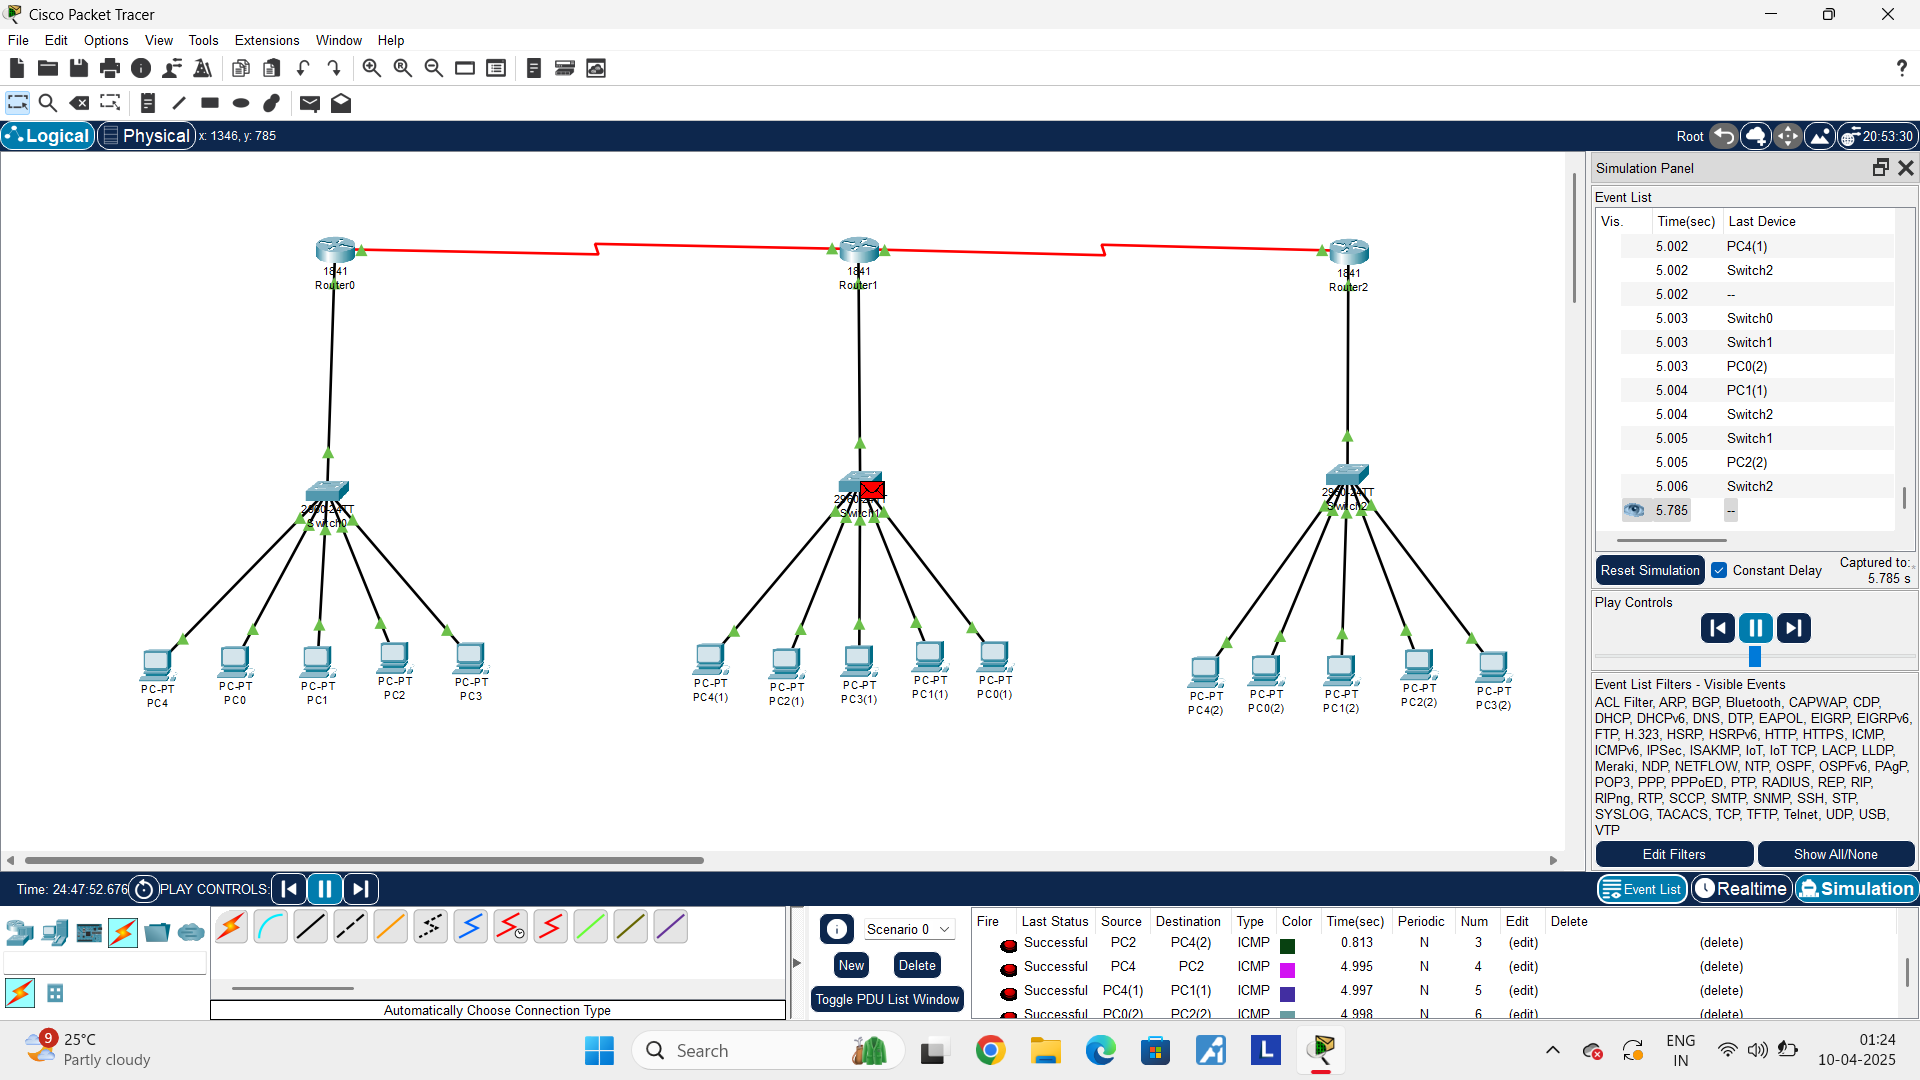 Cisco Packet Tracer
File Edit Options View Tools Extensions Window Help
Logical Physical x: 1346, y: 785
Root 20:53:30
1841
Router0
1841
Router1
1841
Router2
2960-24TT
Switch0
2960-24TT
Switch1
2960-24TT
Switch2
PC-PT
PC4
PC-PT
PC0
PC-PT
PC1
PC-PT
PC2
PC-PT
PC3
PC-PT
PC4(1)
PC-PT
PC2(1)
PC-PT
PC3(1)
PC-PT
PC1(1)
PC-PT
PC0(1)
PC-PT
PC4(2)
PC-PT
PC0(2)
PC-PT
PC1(2)
PC-PT
PC2(2)
PC-PT
PC3(2)
Simulation Panel
Event List
Vis. Time(sec) Last Device
5.002 PC4(1)
5.002 Switch2
5.002 --
5.003 Switch0
5.003 Switch1
5.003 PC0(2)
5.004 PC1(1)
5.004 Switch2
5.005 Switch1
5.005 PC2(2)
5.006 Switch2
5.785 --
Reset Simulation Constant Delay Captured to:
5.785 s
Play Controls
Event List Filters - Visible Events
ACL Filter, ARP, BGP, Bluetooth, CAPWAP, CDP,
DHCP, DHCPv6, DNS, DTP, EAPOL, EIGRP, EIGRPv6,
FTP, H.323, HSRP, HSRPv6, HTTP, HTTPS, ICMP,
ICMPv6, IPSec, ISAKMP, IoT, IoT TCP, LACP, LLDP,
Meraki, NDP, NETFLOW, NTP, OSPF, OSPFv6, PAgP,
POP3, PPP, PPPoED, PTP, RADIUS, REP, RIP,
RIPng, RTP, SCCP, SMTP, SNMP, SSH, STP,
SYSLOG, TACACS, TCP, TFTP, Telnet, UDP, USB,
VTP
Edit Filters Show All/None
Time: 24:47:52.676 PLAY CONTROLS: Event List Realtime Simulation
Automatically Choose Connection Type
Scenario 0
New Delete
Toggle PDU List Window
Fire Last Status Source Destination Type Color Time(sec) Periodic Num Edit Delete
Successful PC2 PC4(2) ICMP 0.813 N 3 (edit) (delete)
Successful PC4 PC2 ICMP 4.995 N 4 (edit) (delete)
Successful PC4(1) PC1(1) ICMP 4.997 N 5 (edit) (delete)
Successful PC0(2) PC2(2) ICMP 4.998 N 6 (edit) (delete)
9
25°C
Partly cloudy
Search
L
ENG
IN
01:24
10-04-2025